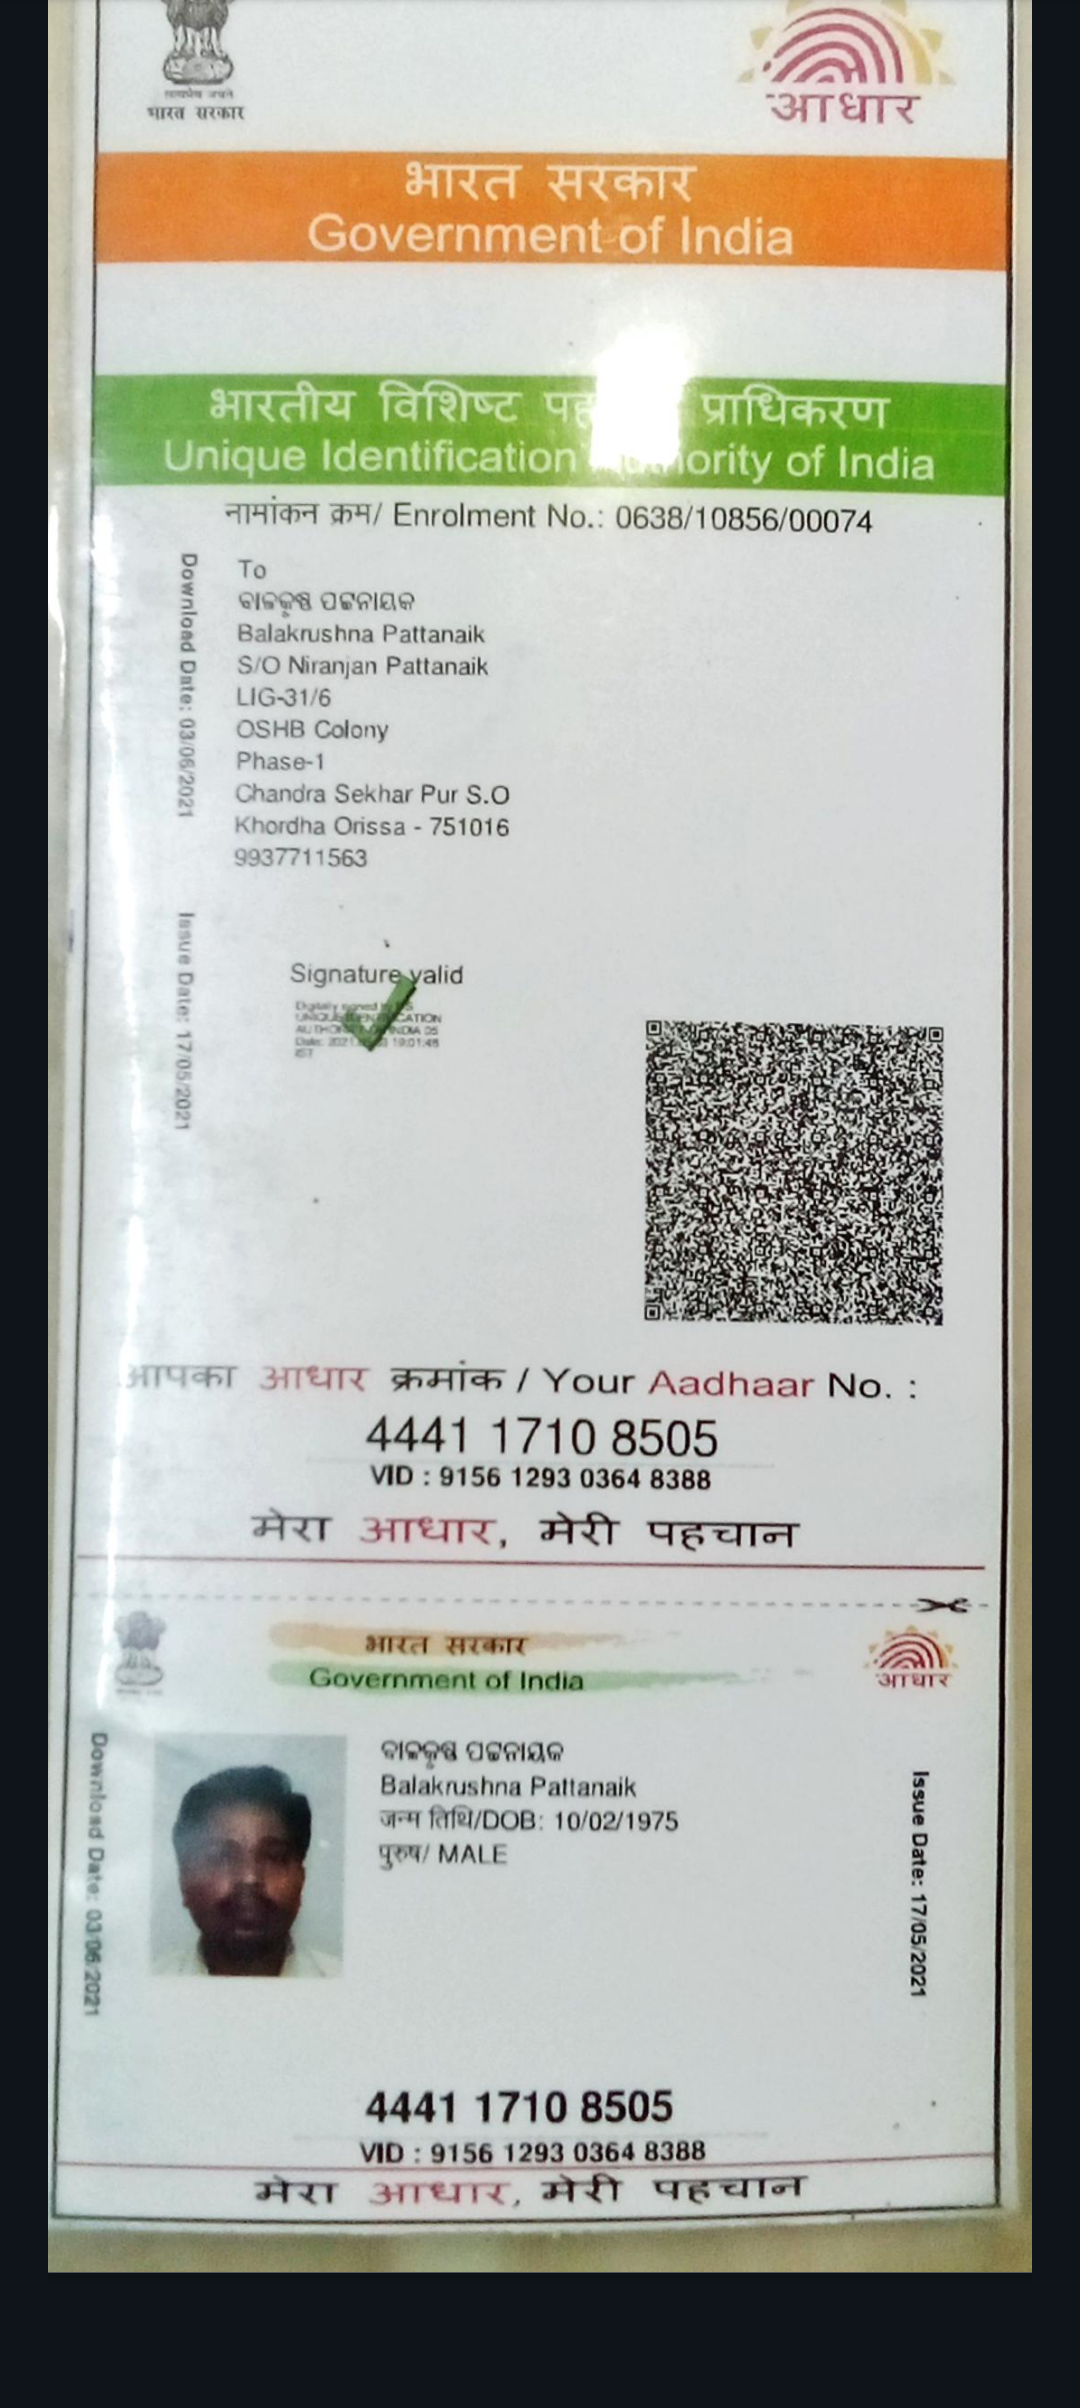 भारत सरकार
आधार
भारत सरकार
Government of India
भारतीय विशिष्ट प्राधिकरण
Unique Identification of India
नामांकन क्रम/ Enrolment No.: 0638/10856/00074
To
ବାଳକୃଷ୍ଣ ପଟ୍ଟନାୟକ
Balakrushna Pattanaik
S/O Niranjan Pattanaik
LIG-31/6
OSHB Colony
Phase-1
Chandra Sekhar Pur S.O
Khordha Orissa - 751016
9937711563
Download Date: 03/06/2021
Issue Date: 17/05/2021
Signature valid
आपका आधार क्रमांक / Your Aadhaar No. :
4441 1710 8505
VID : 9156 1293 0364 8388
मेरा आधार, मेरी पहचान
भारत सरकार
Government of India
आधार
ବାଳକୃଷ୍ଣ ପଟ୍ଟନାୟକ
Balakrushna Pattanaik
जन्म तिथि/DOB: 10/02/1975
पुरुष/ MALE
Download Date: 03/06/2021
Issue Date: 17/05/2021
4441 1710 8505
VID : 9156 1293 0364 8388
मेरा आधार, मेरी पहचान